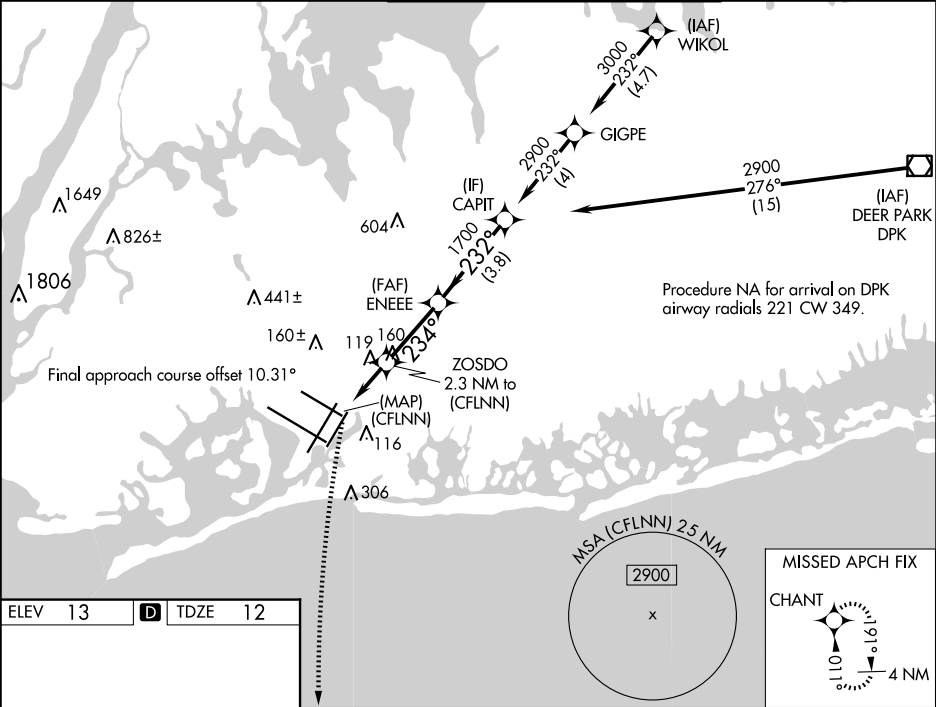 (IAF)
WIKOL
3000
232°
(4.7)
GIGPE
2900
232°
(4)
2900
276°
(15)
(IAF)
DEER PARK
DPK
(IF)
CAPIT
1649
604
826±
1700
232°
(3.8)
1806
(FAF)
ENEEE
441±
Procedure NA for arrival on DPK
airway radials 221 CW 349.
160±
119
160
234°
ZOSDO
2.3 NM to
(CFLNN)
Final approach course offset 10.31°
(MAP)
(CFLNN)
116
306
MSA (CFLNN) 25 NM
2900
x
MISSED APCH FIX
CHANT
191°
011°
4 NM
ELEV 13 D TDZE 12